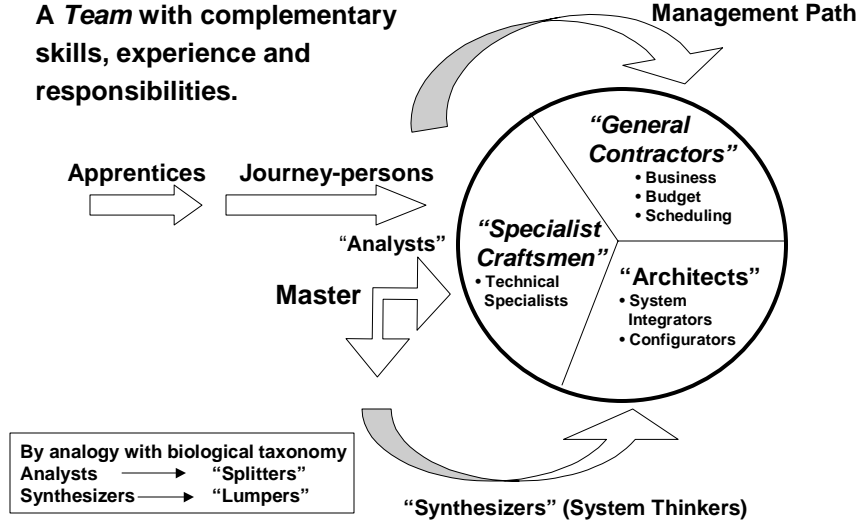 A Team with complementary
skills, experience and
responsibilities.
Management Path
“General
Contractors”
• Business
• Budget
• Scheduling
Apprentices
Journey-persons
“Analysts”
“Specialist
Craftsmen”
• Technical
Specialists
“Architects”
• System
Integrators
• Configurators
Master
By analogy with biological taxonomy
Analysts “Splitters”
Synthesizers “Lumpers”
“Synthesizers” (System Thinkers)